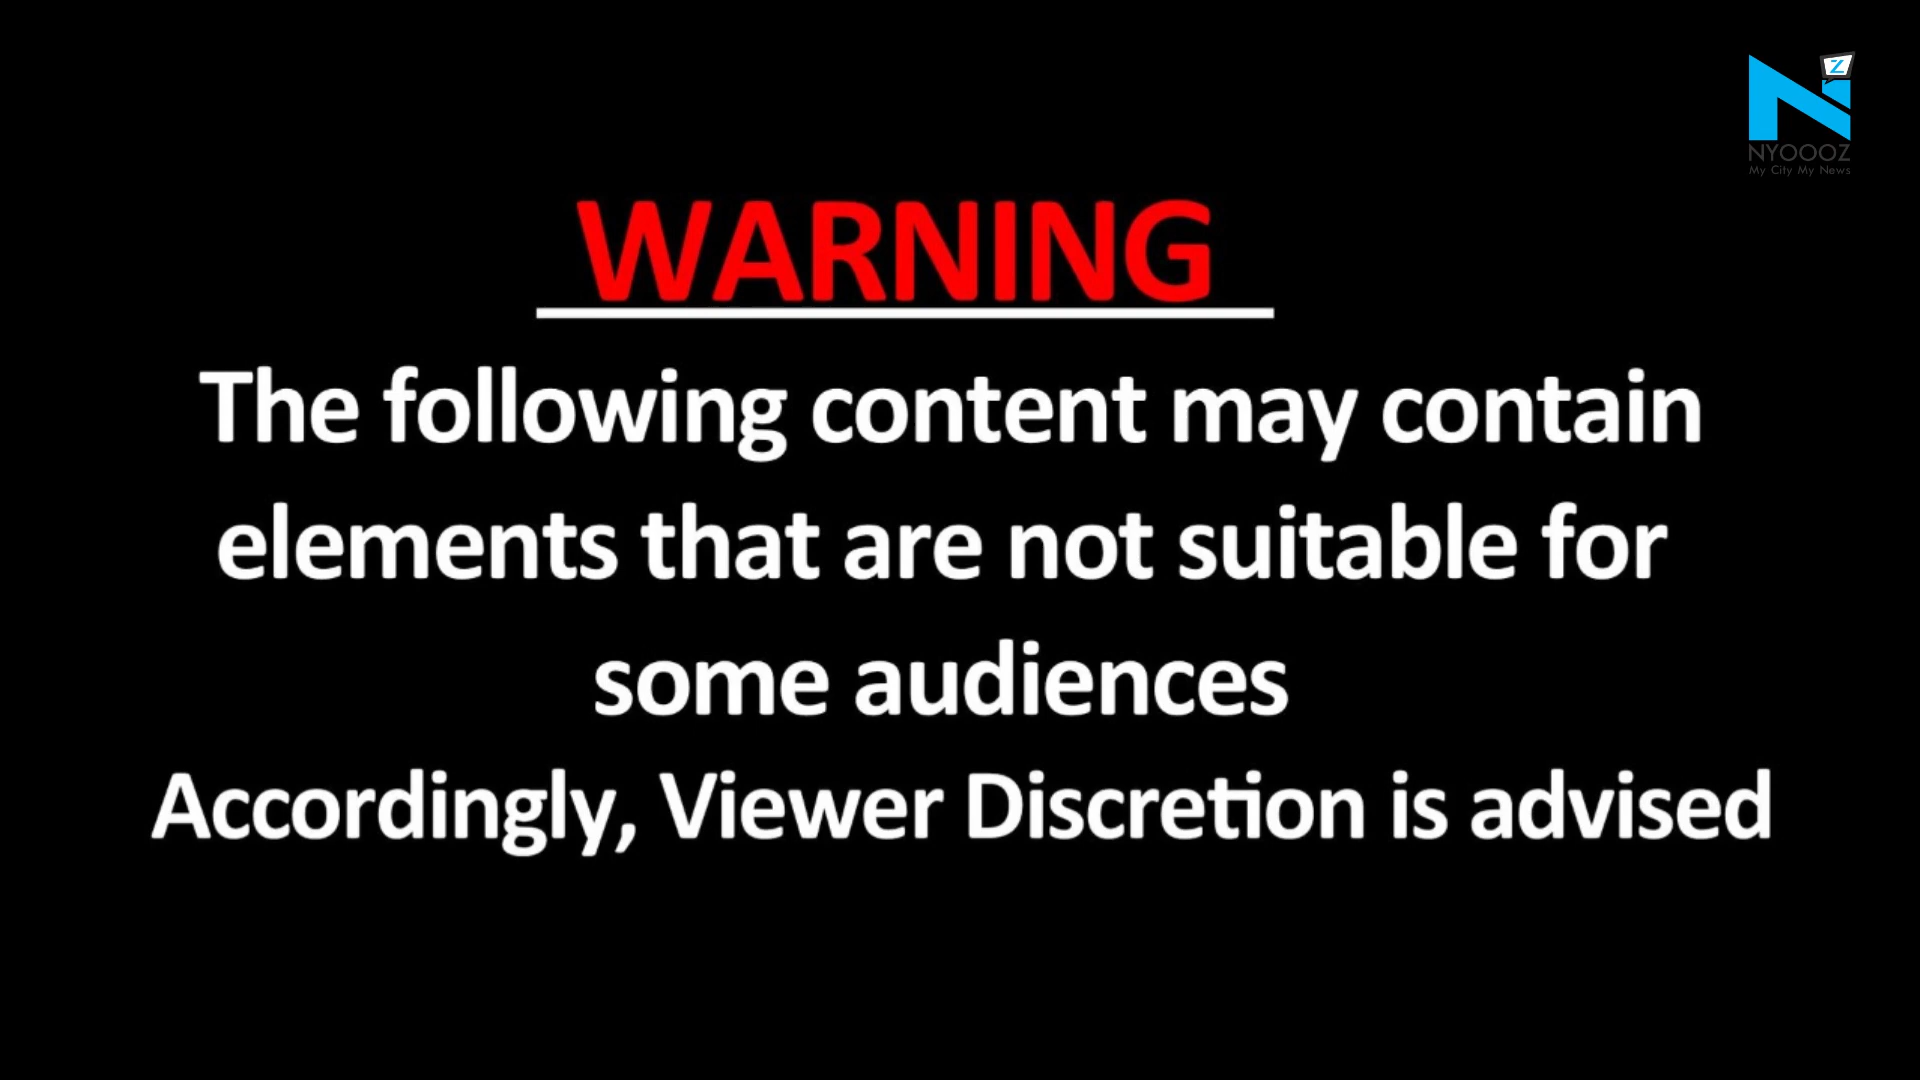 Z
NYOOOZ
My City My News
WARNING
The following content may contain
elements that are not suitable for
some audiences
Accordingly, Viewer Discretion is advised